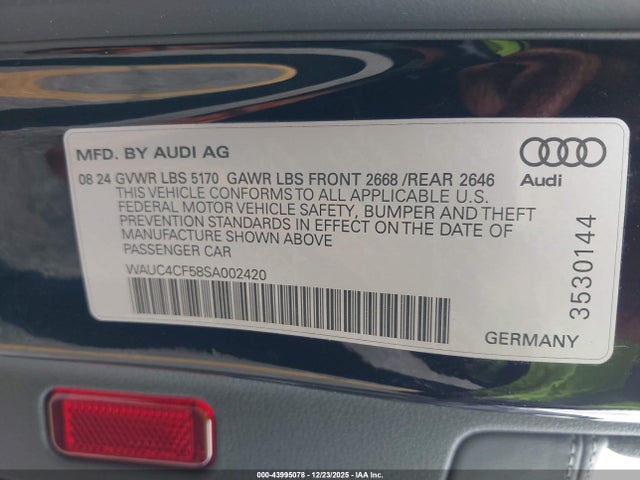 MFD. BY AUDI AG
08 24 GVWR LBS 5170 GAWR LBS FRONT 2668 /REAR 2646
THIS VEHICLE CONFORMS TO ALL APPLICABLE U.S.
FEDERAL MOTOR VEHICLE SAFETY, BUMPER AND THEFT
PREVENTION STANDARDS IN EFFECT ON THE DATE OF
MANUFACTURE SHOWN ABOVE
PASSENGER CAR
WAUC4CF58SA002420
Audi
3530144
GERMANY
000-43995078 - 12/23/2025 - IAA, Inc.